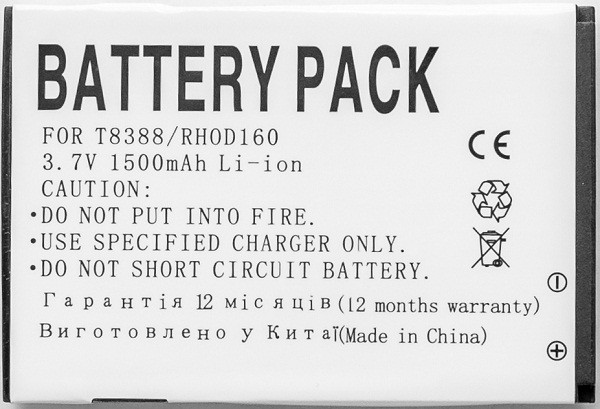 BATTERY PACK
FOR T8388/RHOD160
3.7V 1500mAh Li-ion
CAUTION:
·DO NOT PUT INTO FIRE.
·USE SPECIFIED CHARGER ONLY.
·DO NOT SHORT CIRCUIT BATTERY.
Гарантія 12 місяців (12 months warranty)
Виготовлено у Китаї(Made in China)
CE
−
+